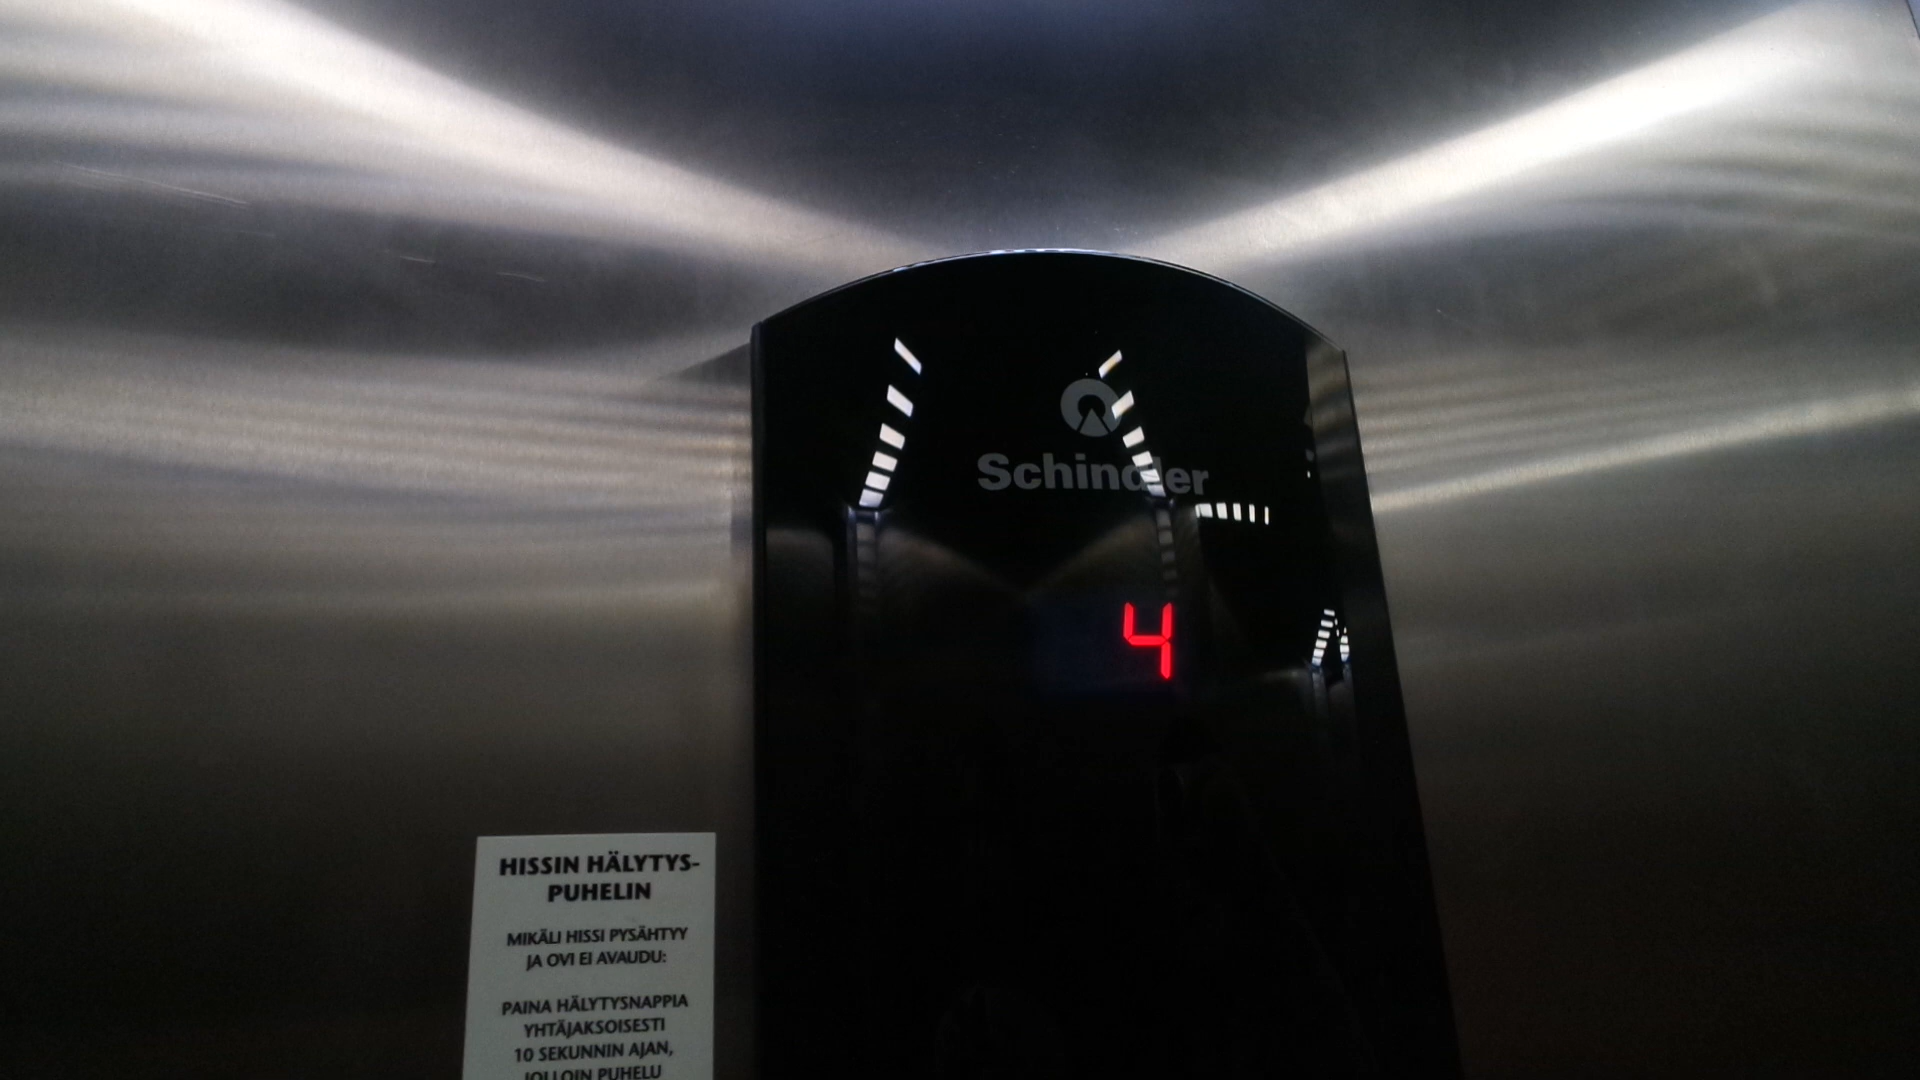 Schindler
4
HISSIN HÄLYTYS-
PUHELIN
MIKÄLI HISSI PYSÄHTYY
JA OVI EI AVAUDU:
PAINA HÄLYTYSNAPPIA
YHTÄJAKSOISESTI
10 SEKUNNIN AJAN,
JOLLOIN PUHELU